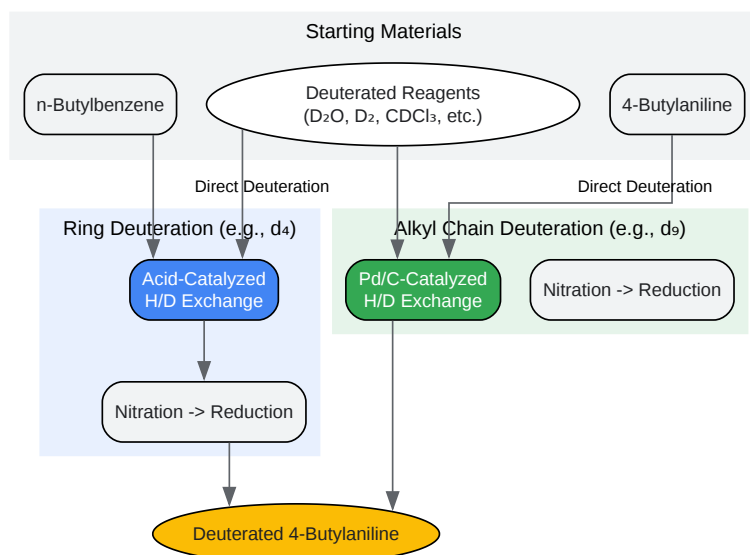 Starting Materials
n-Butylbenzene
Deuterated Reagents
(D₂O, D₂, CDCl₃, etc.)
4-Butylaniline
Direct Deuteration
Direct Deuteration
Ring Deuteration (e.g., d₄)
Alkyl Chain Deuteration (e.g., d₉)
Acid-Catalyzed
H/D Exchange
Pd/C-Catalyzed
H/D Exchange
Nitration -> Reduction
Nitration -> Reduction
Deuterated 4-Butylaniline